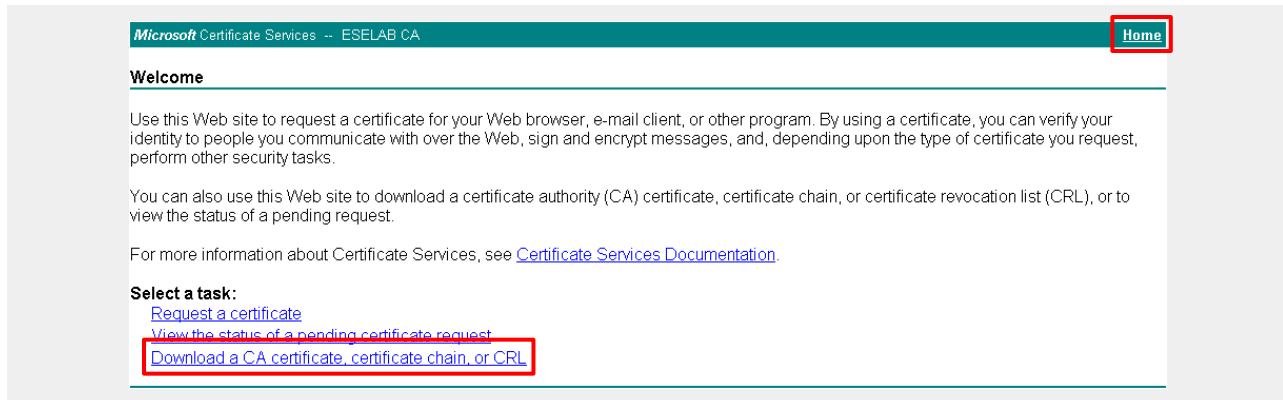 Microsoft Certificate Services -- ESELAB CA
Home
Welcome
Use this Web site to request a certificate for your Web browser, e-mail client, or other program. By using a certificate, you can verify your
identity to people you communicate with over the Web, sign and encrypt messages, and, depending upon the type of certificate you request,
perform other security tasks.
You can also use this Web site to download a certificate authority (CA) certificate, certificate chain, or certificate revocation list (CRL), or to
view the status of a pending request.
For more information about Certificate Services, see Certificate Services Documentation.
Select a task:
Request a certificate
View the status of a pending certificate request
Download a CA certificate, certificate chain, or CRL